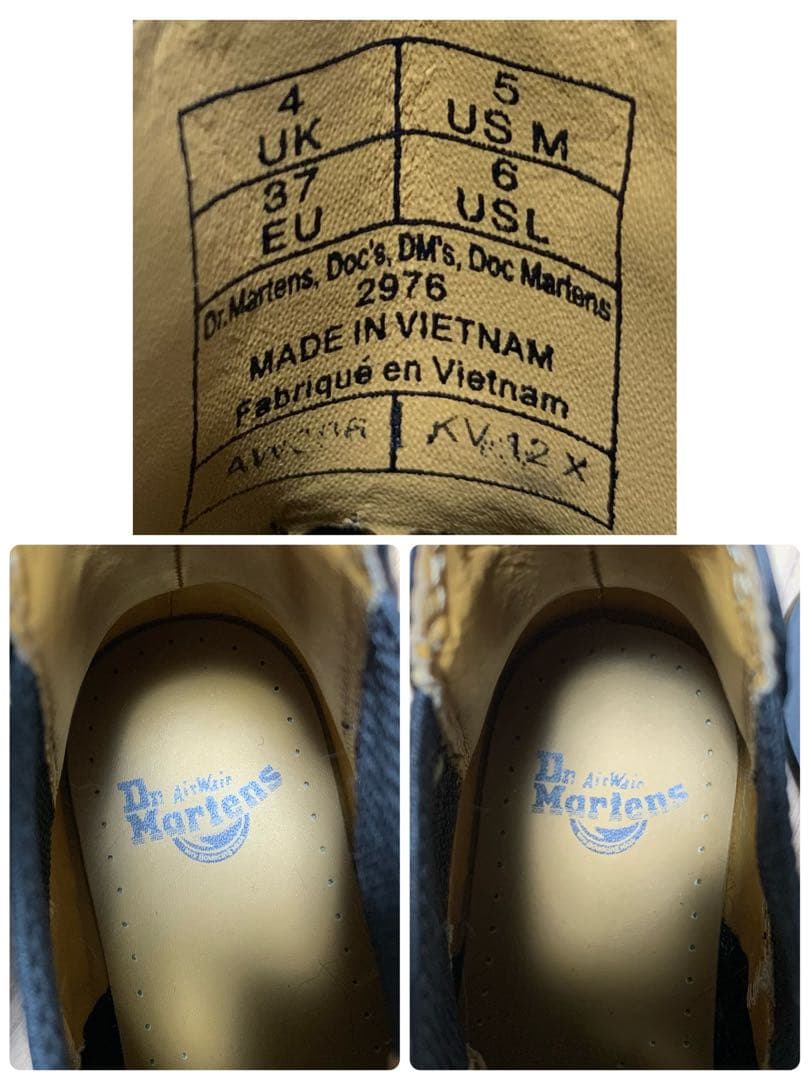 4 UK
5 US M
37 EU
6 USL
Dr.Martens, Doc's, DM's, Doc Martens
2976
MADE IN VIETNAM
Fabriqué en Vietnam
KV 12 X
Dr. AirWair
Martens
Dr. AirWair
Martens